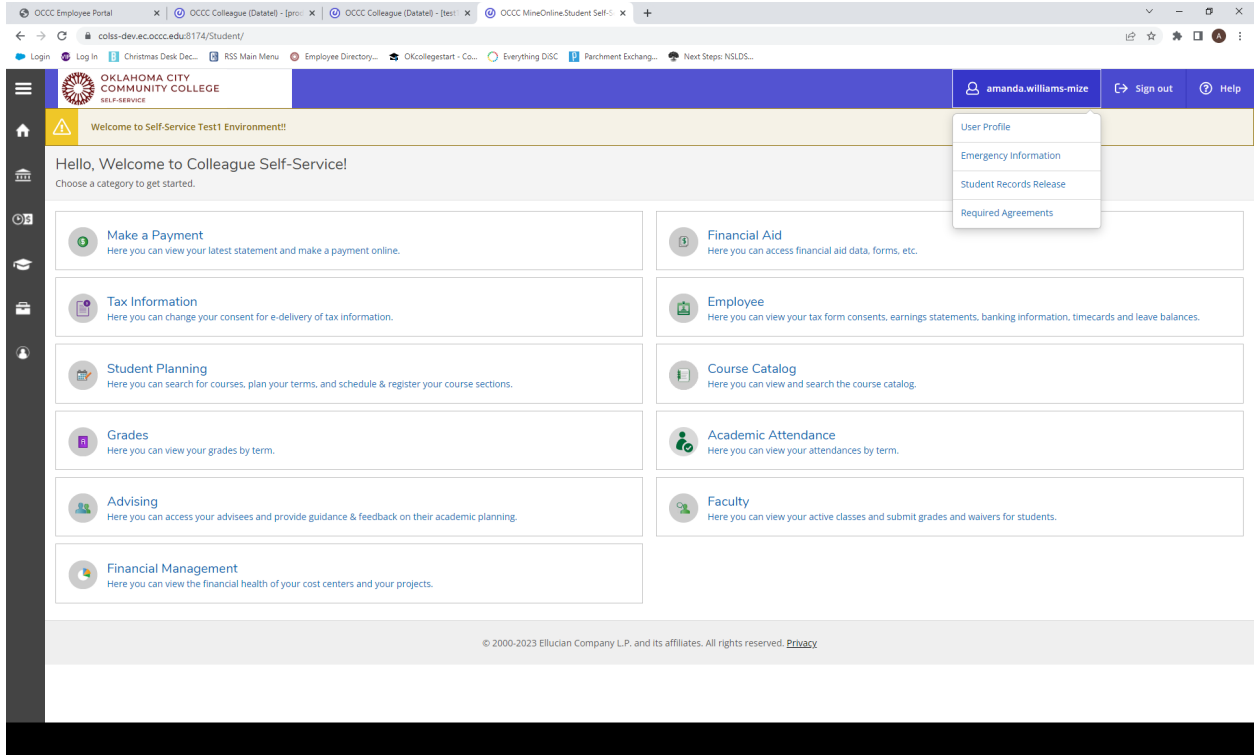 OCCC Employee Portal
OCCC Colleague (Datatel) - [prod
OCCC Colleague (Datatel) - [test1
OCCC MineOnline.Student Self-S
colss-dev.ec.occc.edu:8174/Student/
A
Login
Log In
Christmas Desk Dec...
RSS Main Menu
Employee Directory...
OKcollegestart - Co...
Everything DiSC
Parchment Exchang...
Next Steps: NSLDS...
OKLAHOMA CITY
COMMUNITY COLLEGE
SELF-SERVICE
amanda.williams-mize
Sign out
Help
Welcome to Self-Service Test1 Environment!!
User Profile
Emergency Information
Student Records Release
Required Agreements
Hello, Welcome to Colleague Self-Service!
Choose a category to get started.
Make a Payment
Here you can view your latest statement and make a payment online.
Financial Aid
Here you can access financial aid data, forms, etc.
Tax Information
Here you can change your consent for e-delivery of tax information.
Employee
Here you can view your tax form consents, earnings statements, banking information, timecards and leave balances.
Student Planning
Here you can search for courses, plan your terms, and schedule & register your course sections.
Course Catalog
Here you can view and search the course catalog.
Grades
Here you can view your grades by term.
Academic Attendance
Here you can view your attendances by term.
Advising
Here you can access your advisees and provide guidance & feedback on their academic planning.
Faculty
Here you can view your active classes and submit grades and waivers for students.
Financial Management
Here you can view the financial health of your cost centers and your projects.
© 2000-2023 Ellucian Company L.P. and its affiliates. All rights reserved. Privacy